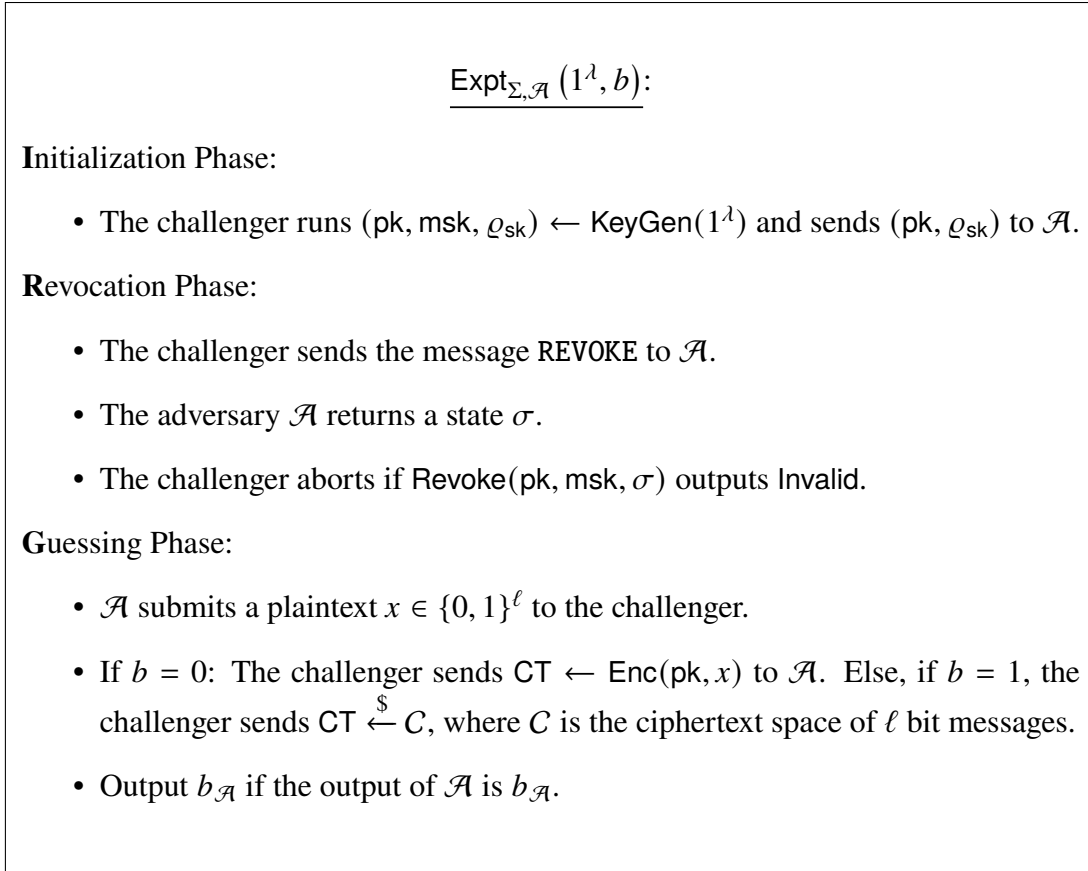 Expt_{Σ,𝒜} (1^λ, b):
Initialization Phase:
• The challenger runs (pk, msk, ϱ_sk) ← KeyGen(1^λ) and sends (pk, ϱ_sk) to 𝒜.
Revocation Phase:
• The challenger sends the message REVOKE to 𝒜.
• The adversary 𝒜 returns a state σ.
• The challenger aborts if Revoke(pk, msk, σ) outputs Invalid.
Guessing Phase:
• 𝒜 submits a plaintext x ∈ {0, 1}^ℓ to the challenger.
• If b = 0: The challenger sends CT ← Enc(pk, x) to 𝒜. Else, if b = 1, the
challenger sends CT ←^$ 𝒞, where 𝒞 is the ciphertext space of ℓ bit messages.
• Output b_𝒜 if the output of 𝒜 is b_𝒜.